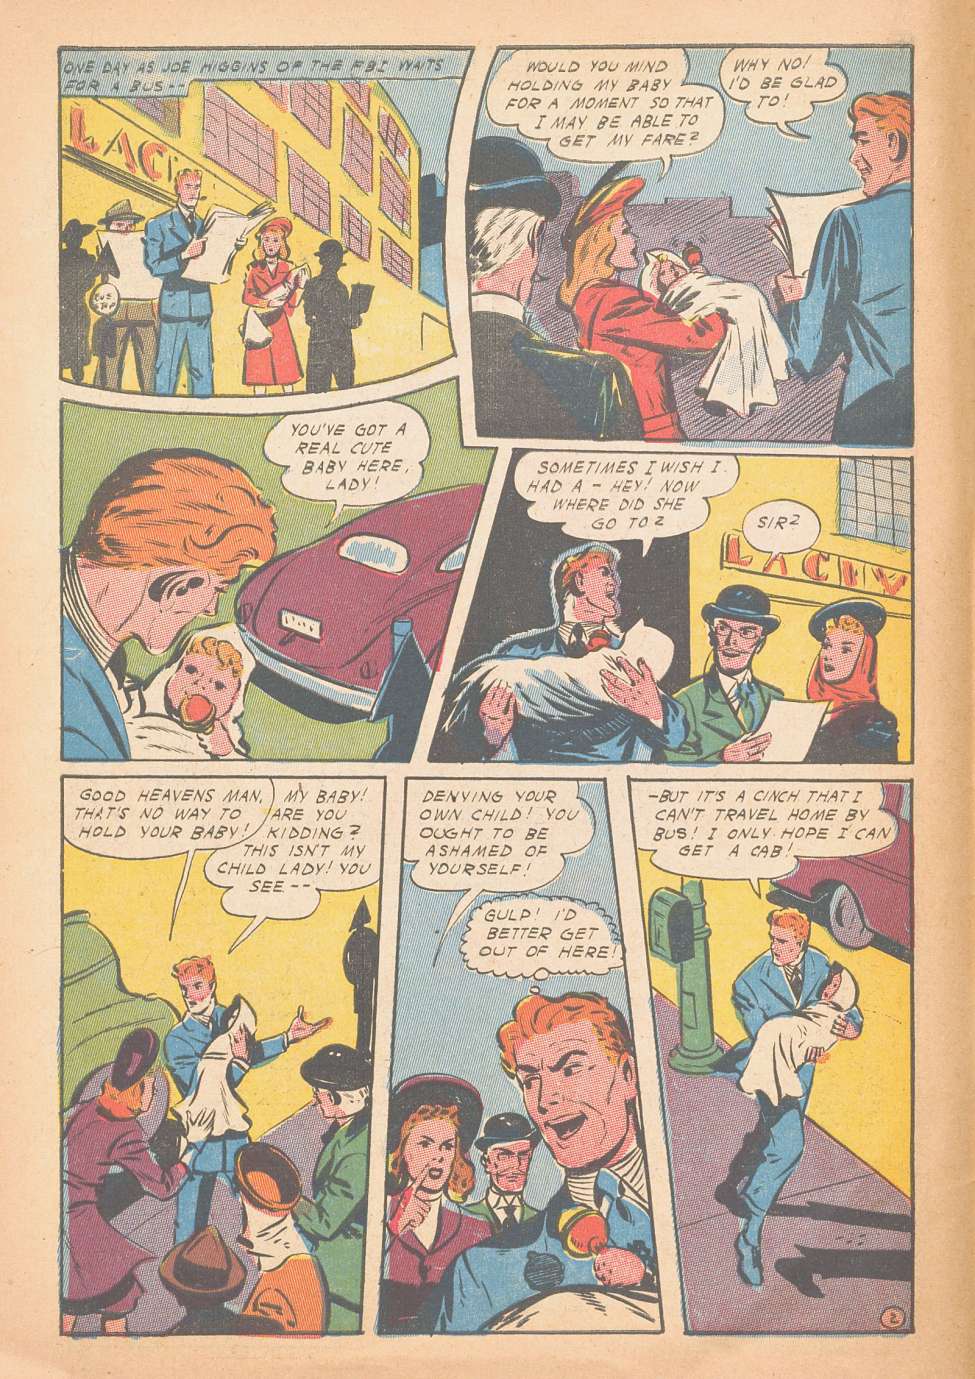 ONE DAY AS JOE HIGGINS OF THE FBI WAITS
FOR A BUS--
LACY
BUS
STOP
WOULD YOU MIND
HOLDING MY BABY
FOR A MOMENT SO THAT
I MAY BE ABLE TO
GET MY FARE?
WHY NO!
I'D BE GLAD
TO!
YOU'VE GOT A
REAL CUTE
BABY HERE,
LADY!
SOMETIMES I WISH I
HAD A - HEY! NOW
WHERE DID SHE
GO TO?
SIR?
LACEY
GOOD HEAVENS MAN,
THAT'S NO WAY TO
HOLD YOUR BABY!
MY BABY!
ARE YOU
KIDDING?
THIS ISN'T MY
CHILD LADY! YOU
SEE --
DENYING YOUR
OWN CHILD! YOU
OUGHT TO BE
ASHAMED OF
YOURSELF!
GULP! I'D
BETTER GET
OUT OF HERE!
-BUT IT'S A CINCH THAT I
CAN'T TRAVEL HOME BY
BUS! I ONLY HOPE I CAN
GET A CAB!
2